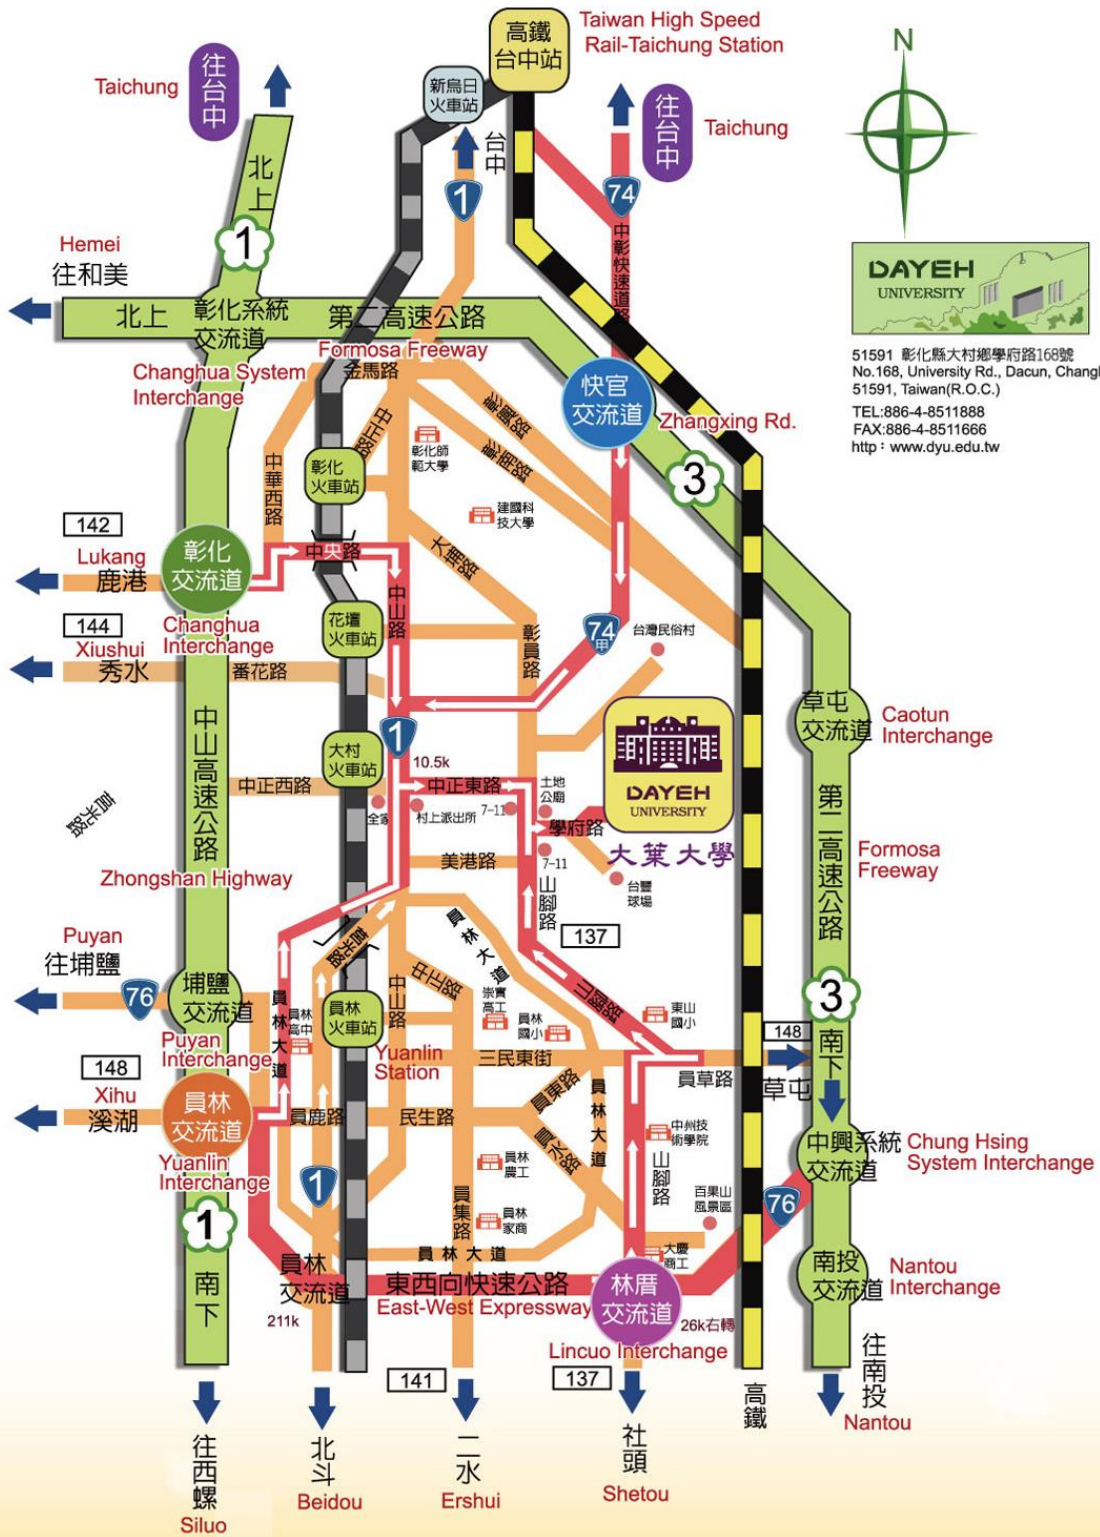 高鐵
台中站
Taiwan High Speed
Rail-Taichung Station
Taichung
往台中
新烏日
火車站
往台中
Taichung
N
台中
北上
1
74
1
中彰快速道路
Hemei
往和美
DAYEH
UNIVERSITY
北上
彰化系統
交流道
第二高速公路
Formosa Freeway
Changhua System
Interchange
金馬路
51591 彰化縣大村鄉學府路168號
No.168, University Rd., Dacun, Changh
51591, Taiwan(R.O.C.)
TEL:886-4-8511888
FAX:886-4-8511666
http：www.dyu.edu.tw
快官
交流道
Zhangxing Rd.
中正路
彰化師
範大學
彰南路
彰化
火車站
中華西路
3
建國科
技大學
142
Lukang
鹿港
彰化
交流道
中央路
大埔路
中山路
144
Xiushui
秀水
Changhua
Interchange
花壇
火車站
彰員路
74
甲
台灣民俗村
番花路
中山高速公路
草屯
交流道
Caotun
Interchange
1
10.5k
大村
火車站
中正西路
中正東路
土地
公廟
全家
村上派出所
7-11
學府路
DAYEH
UNIVERSITY
大葉大學
7-11
美港路
台豐
球場
山腳路
莒光路
第二高速公路
Formosa
Freeway
Zhongshan Highway
137
員林大道
莒光路
Puyan
往埔鹽
76
埔鹽
交流道
中正路
中山路
崇實
高工
員林
國小
山腳路
東山
國小
3
南下
148
草屯
員林大道
員林
高中
員林
火車站
Yuanlin
Station
三民東街
員草路
Puyan
Interchange
148
Xihu
溪湖
員林
交流道
員鹿路
民生路
員東路
員水路
員林大道
中州技
術學院
山腳路
中興系統
交流道
Chung Hsing
System Interchange
Yuanlin
Interchange
員林
農工
1
1
員集路
員林
家商
百果山
風景區
76
員林大道
大慶
商工
南投
交流道
Nantou
Interchange
南下
員林
交流道
東西向快速公路
East-West Expressway
林厝
交流道
211k
26k右轉
Lincuo Interchange
141
137
高鐵
往南投
Nantou
往西螺
Siluo
北斗
Beidou
二水
Ershui
社頭
Shetou